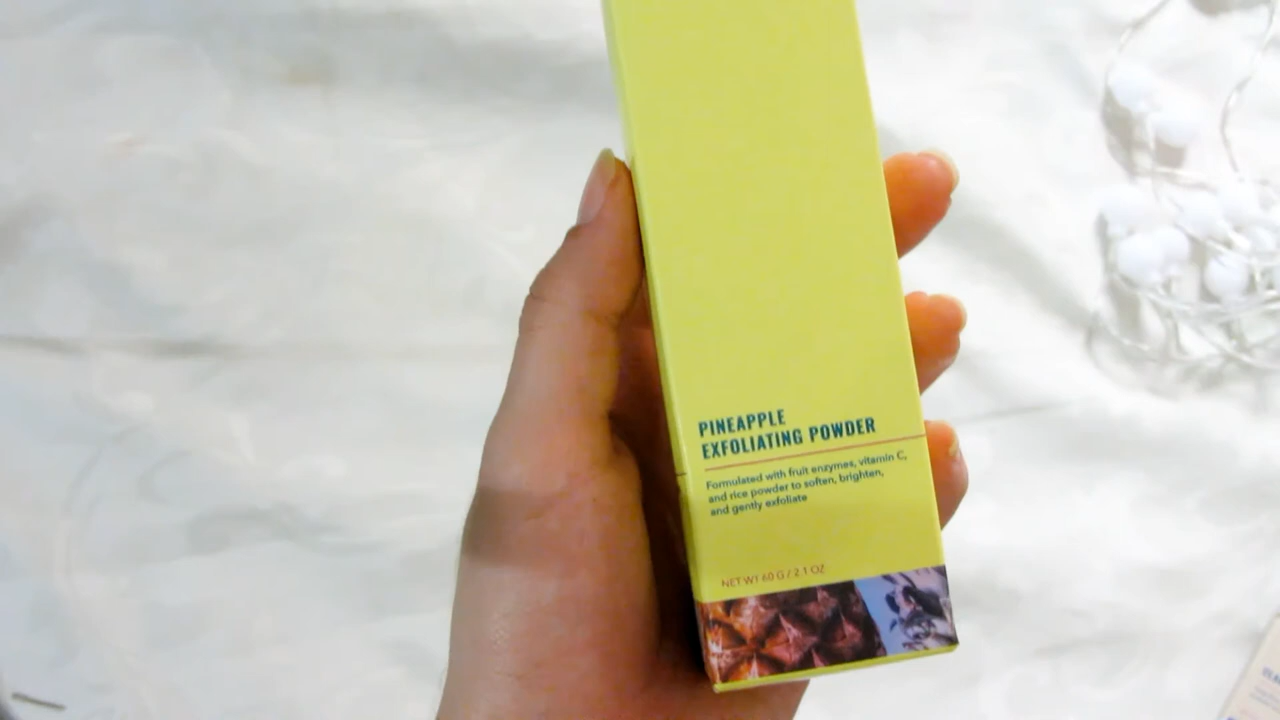 PINEAPPLE
EXFOLIATING POWDER
Formulated with fruit enzymes, vitamin C,
and rice powder to soften, brighten,
and gently exfoliate
NET WT 60 G / 2.1 OZ